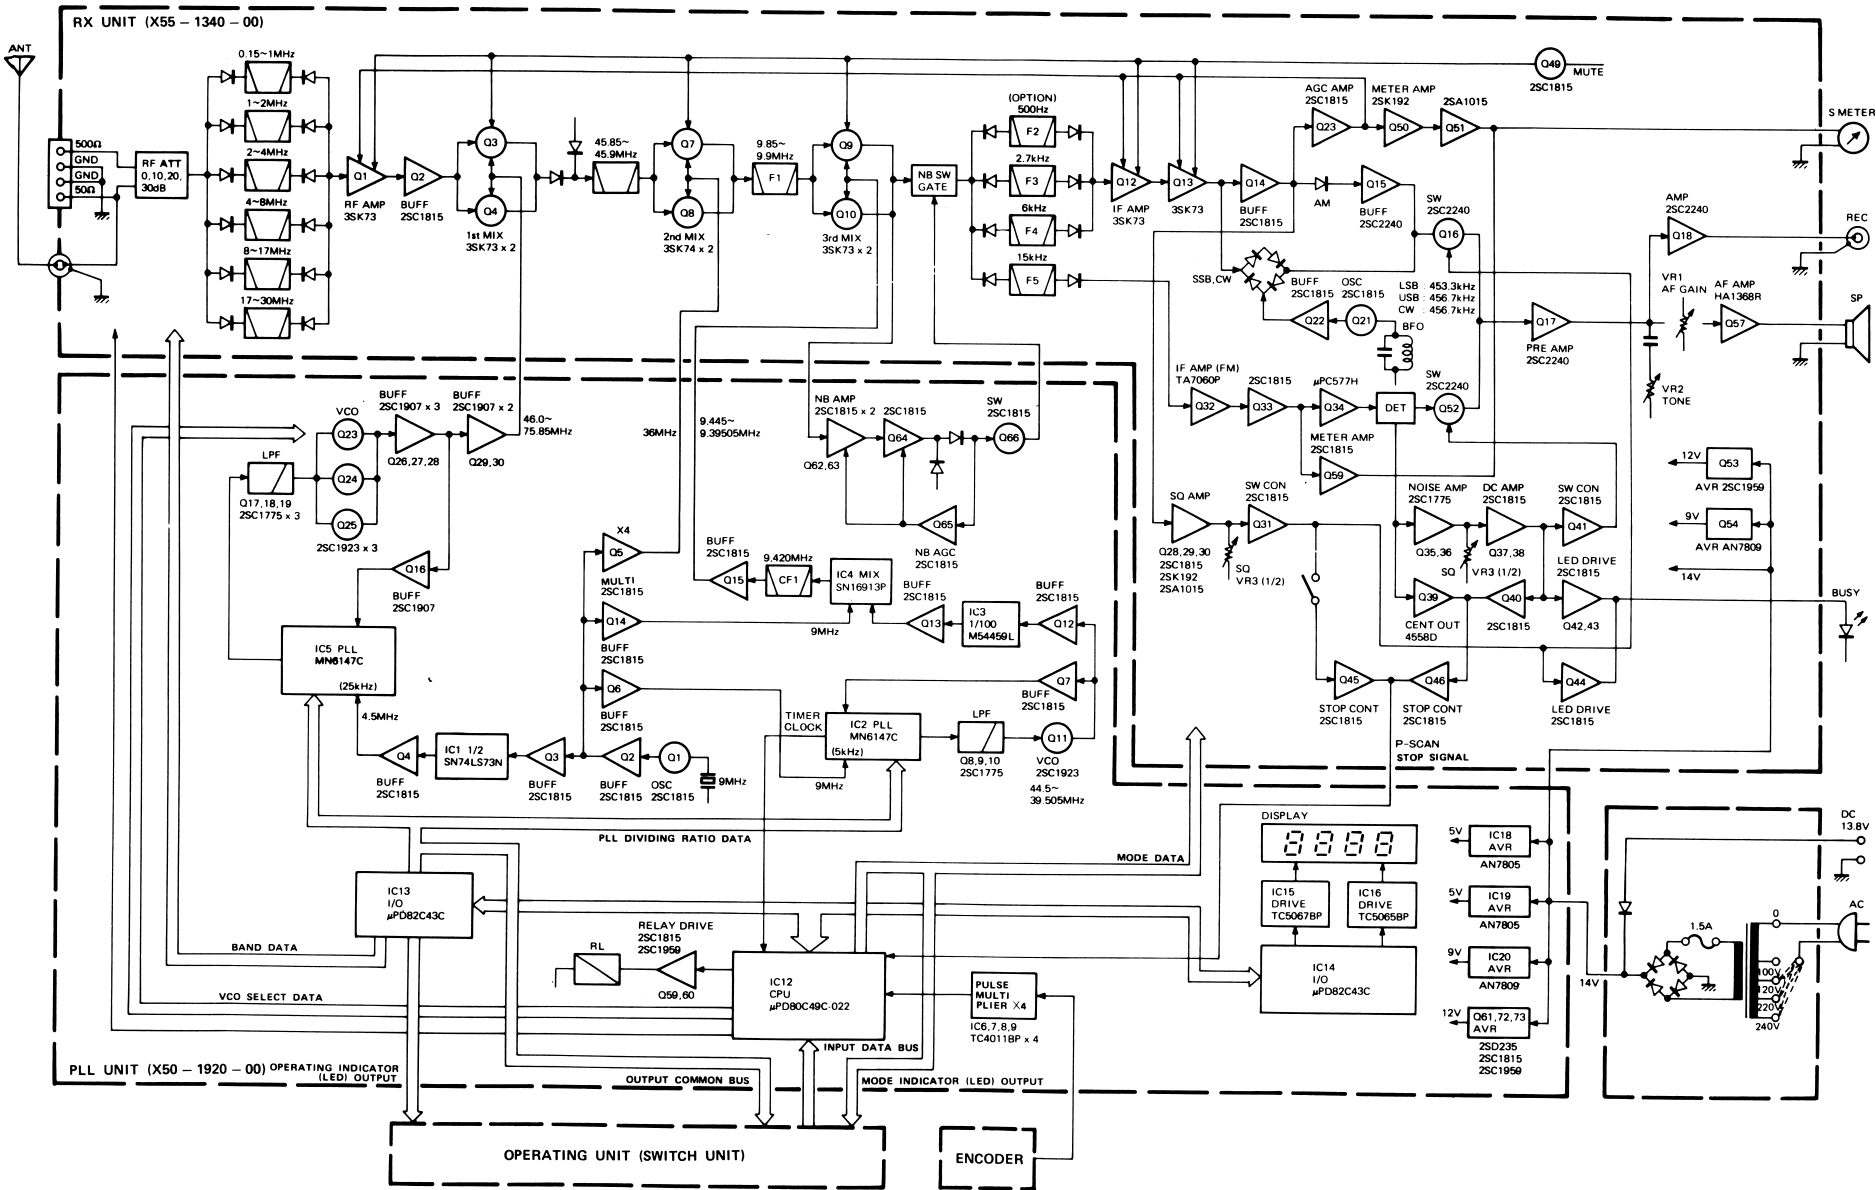 RX UNIT (X55 – 1340 – 00)
ANT
500Ω
GND
GND
50Ω
RF ATT
0,10,20,
30dB
0.15~1MHz
1~2MHz
2~4MHz
4~8MHz
8~17MHz
17~30MHz
Q1
RF AMP
3SK73
Q2
BUFF
2SC1815
Q3
Q4
1st MIX
3SK73 x 2
45.85~
45.9MHz
Q7
Q8
2nd MIX
3SK74 x 2
9.85~
9.9MHz
F1
Q9
Q10
3rd MIX
3SK73 x 2
NB SW
GATE
(OPTION)
500Hz
F2
2.7kHz
F3
6kHz
F4
15kHz
F5
Q12
IF AMP
3SK73
Q13
3SK73
Q14
BUFF
2SC1815
AM
Q15
BUFF
2SC2240
AGC AMP
2SC1815
Q23
METER AMP
2SK192
Q50
2SA1015
Q51
Q49
2SC1815
MUTE
S METER
SW
2SC2240
Q16
AMP
2SC2240
Q18
REC
SSB,CW
BUFF
2SC1815
Q22
OSC
2SC1815
Q21
LSB : 453.3kHz
USB : 456.7kHz
CW : 456.7kHz
BFO
Q17
PRE AMP
2SC2240
VR1
AF GAIN
AF AMP
HA1368R
Q57
SP
VR2
TONE
IF AMP (FM)
TA7060P
Q32
2SC1815
Q33
µPC577H
Q34
DET
SW
2SC2240
Q52
METER AMP
2SC1815
Q59
SQ AMP
Q28,29,30
2SC1815
2SK192
2SA1015
SW CON
2SC1815
Q31
SQ
VR3 (1/2)
NOISE AMP
2SC1775
Q35,36
DC AMP
2SC1815
Q37,38
SW CON
2SC1815
Q41
SQ
VR3 (1/2)
Q39
CENT OUT
4558D
Q40
2SC1815
LED DRIVE
2SC1815
Q42,43
BUSY
Q45
STOP CONT
2SC1815
Q46
STOP CONT
2SC1815
Q44
LED DRIVE
2SC1815
P-SCAN
STOP SIGNAL
12V
Q53
AVR 2SC1959
9V
Q54
AVR AN7809
14V
VCO
Q23
Q24
Q25
2SC1923 x 3
LPF
Q17,18,19
2SC1775 x 3
BUFF
2SC1907 x 3
Q26,27,28
BUFF
2SC1907 x 2
Q29,30
46.0~
75.85MHz
Q16
BUFF
2SC1907
IC5 PLL
MN6147C
(25kHz)
4.5MHz
Q4
BUFF
2SC1815
IC1 1/2
SN74LS73N
Q3
BUFF
2SC1815
Q2
BUFF
2SC1815
Q1
OSC
2SC1815
9MHz
36MHz
X4
Q5
MULTI
2SC1815
Q14
BUFF
2SC1815
Q6
BUFF
2SC1815
9.445~
9.39505MHz
BUFF
2SC1815
Q15
9.420MHz
CF1
IC4 MIX
SN16913P
9MHz
BUFF
2SC1815
Q13
IC3
1/100
M54459L
BUFF
2SC1815
Q12
Q7
BUFF
2SC1815
NB AMP
2SC1815 x 2
Q62,63
2SC1815
Q64
SW
2SC1815
Q66
Q65
NB AGC
2SC1815
TIMER
CLOCK
IC2 PLL
MN6147C
(5kHz)
9MHz
LPF
Q8,9,10
2SC1775
Q11
VCO
2SC1923
44.5~
39.505MHz
PLL DIVIDING RATIO DATA
MODE DATA
IC13
I/O
µPD82C43C
BAND DATA
VCO SELECT DATA
RL
RELAY DRIVE
2SC1815
2SC1959
Q59,60
IC12
CPU
µPD80C49C-022
PULSE
MULTI
PLIER X4
IC6,7,8,9
TC4011BP x 4
DISPLAY
8888
IC15
DRIVE
TC5067BP
IC16
DRIVE
TC5065BP
IC14
I/O
µPD82C43C
5V
IC18
AVR
AN7805
5V
IC19
AVR
AN7805
9V
IC20
AVR
AN7809
12V
Q61,72,73
AVR
2SD235
2SC1815
2SC1959
14V
1.5A
DC
13.8V
AC
0
100V
120V
220V
240V
PLL UNIT (X50 – 1920 – 00)
OPERATING INDICATOR
(LED) OUTPUT
OUTPUT COMMON BUS
INPUT DATA BUS
MODE INDICATOR (LED) OUTPUT
OPERATING UNIT (SWITCH UNIT)
ENCODER